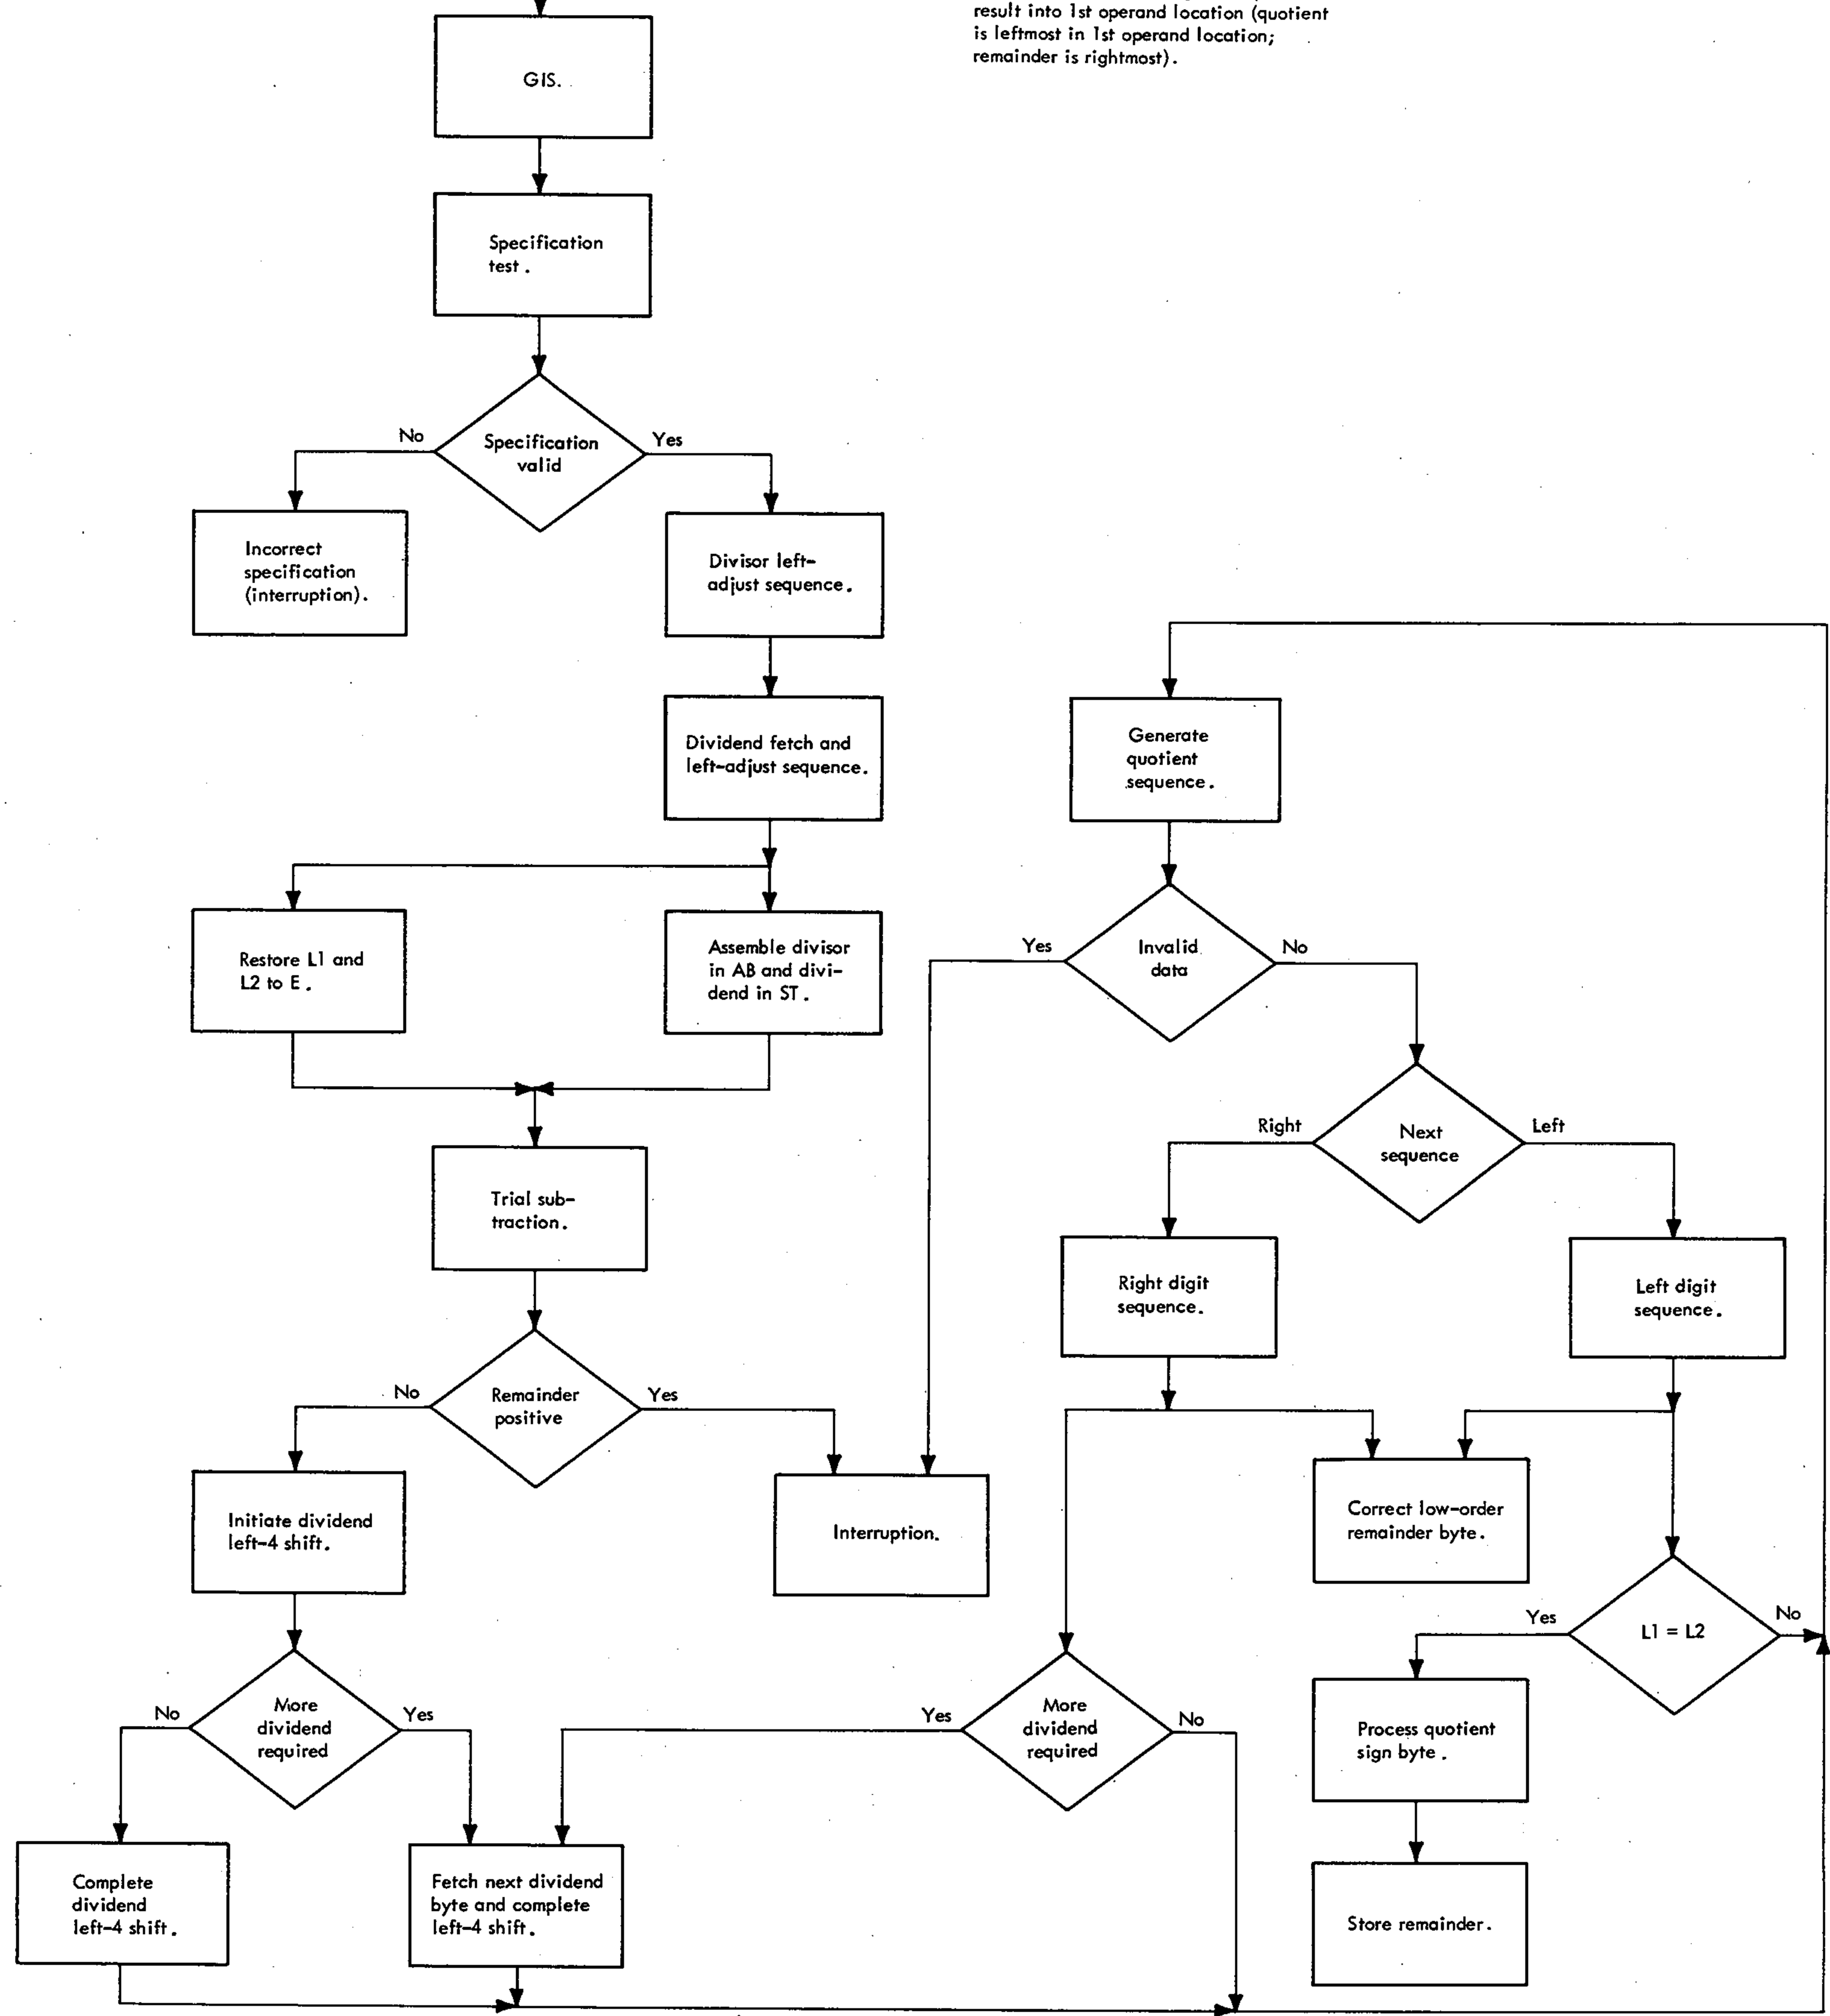 result into 1st operand location (quotient
is leftmost in 1st operand location;
remainder is rightmost).
GIS.
Specification
test.
No
Specification
valid
Yes
Incorrect
specification
(interruption).
Divisor left-
adjust sequence.
Dividend fetch and
left-adjust sequence.
Generate
quotient
sequence.
Restore L1 and
L2 to E.
Assemble divisor
in AB and divi-
dend in ST.
Yes
Invalid
data
No
Right
Next
sequence
Left
Trial sub-
traction.
Right digit
sequence.
Left digit
sequence.
No
Remainder
positive
Yes
Initiate dividend
left-4 shift.
Interruption.
Correct low-order
remainder byte.
Yes
L1 = L2
No
No
More
dividend
required
Yes
Yes
More
dividend
required
No
Process quotient
sign byte.
Complete
dividend
left-4 shift.
Fetch next dividend
byte and complete
left-4 shift.
Store remainder.